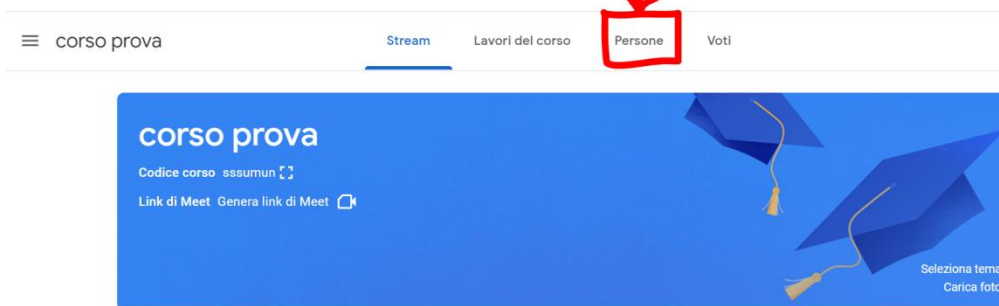 corso prova Stream Lavori del corso Persone Voti
corso prova
Codice corso sssumun
Link di Meet Genera link di Meet
Seleziona tema
Carica foto